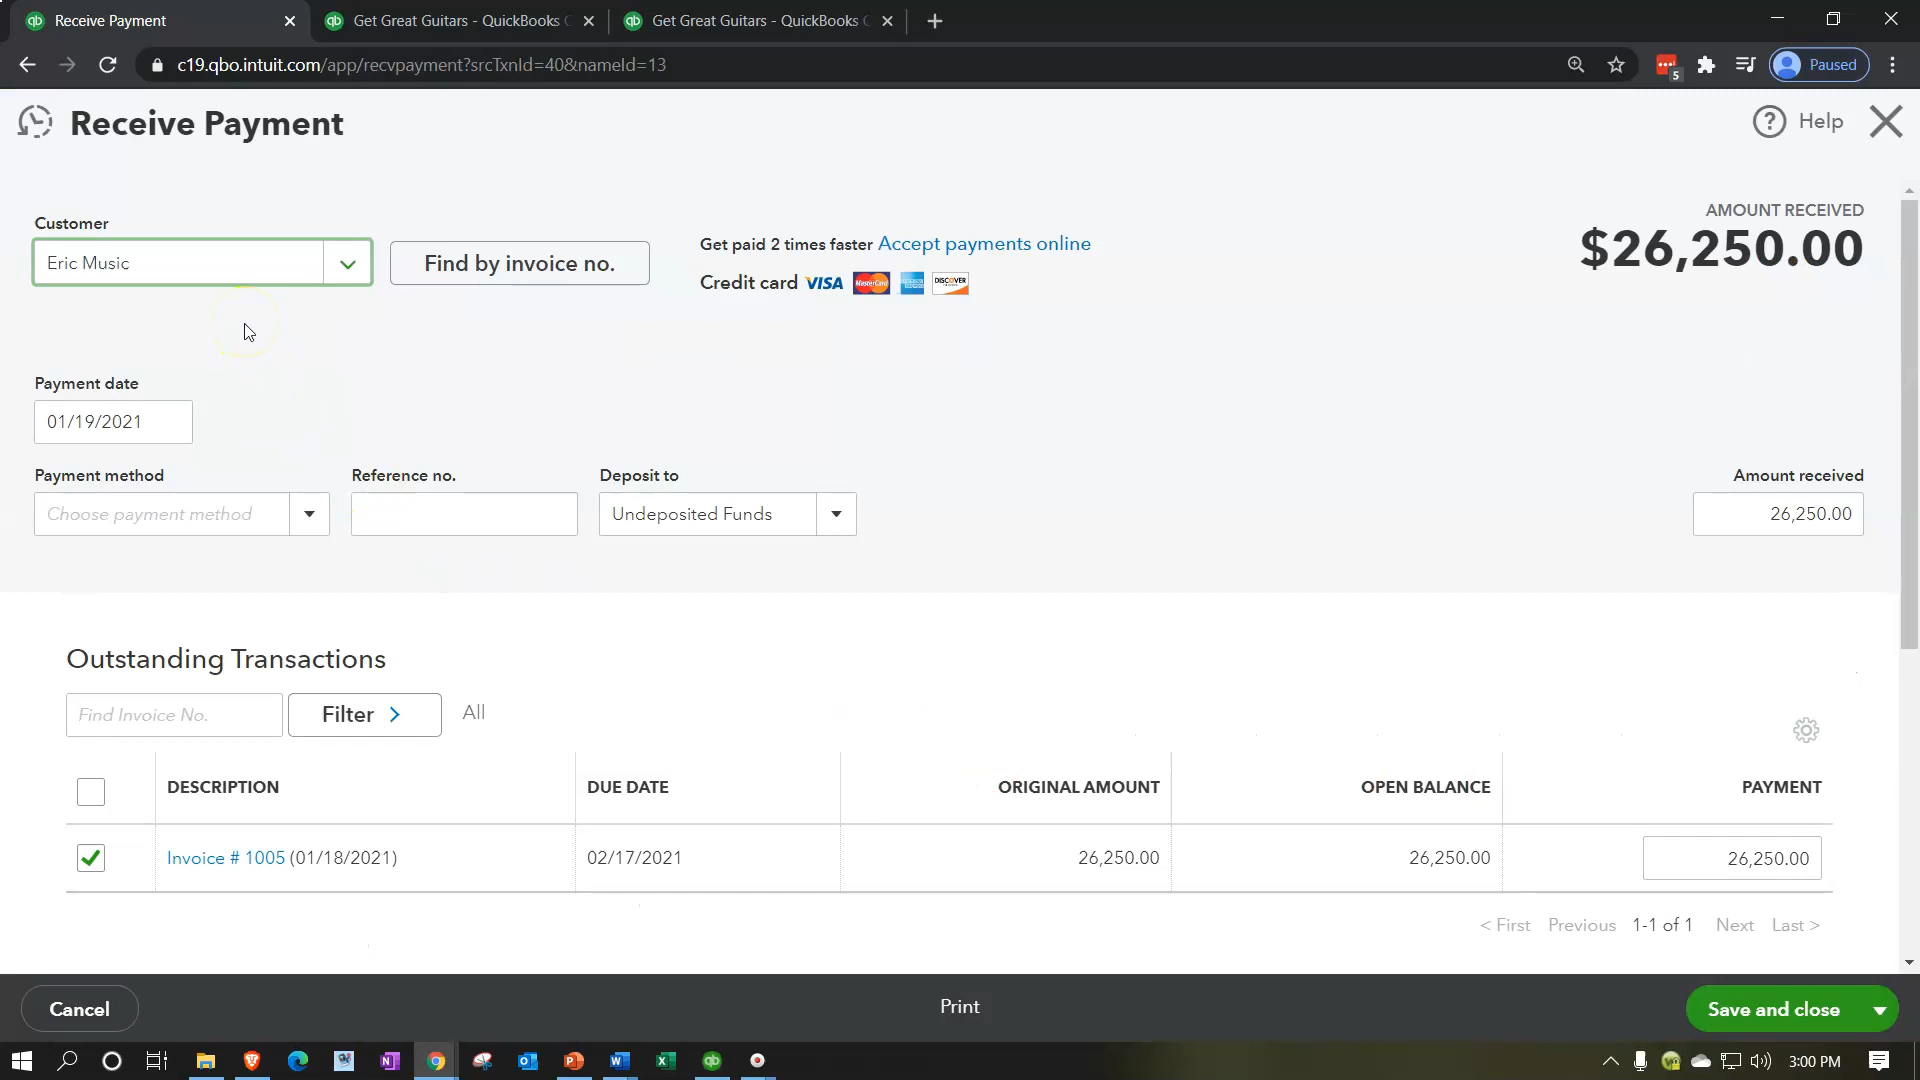 Receive Payment
Get Great Guitars - QuickBooks
Get Great Guitars - QuickBooks
c19.qbo.intuit.com/app/recvpayment?srcTxnId=40&nameId=13
5
Paused
Receive Payment
Help
Customer
Eric Music
Find by invoice no.
Get paid 2 times faster Accept payments online
Credit card VISA MasterCard DISCOVER
AMOUNT RECEIVED
$26,250.00
Payment date
01/19/2021
Payment method
Reference no.
Deposit to
Amount received
Choose payment method
Undeposited Funds
26,250.00
Outstanding Transactions
Find Invoice No.
Filter >
All
DESCRIPTION
DUE DATE
ORIGINAL AMOUNT
OPEN BALANCE
PAYMENT
Invoice # 1005 (01/18/2021)
02/17/2021
26,250.00
26,250.00
26,250.00
< First
Previous
1-1 of 1
Next
Last >
Cancel
Print
Save and close
3:00 PM